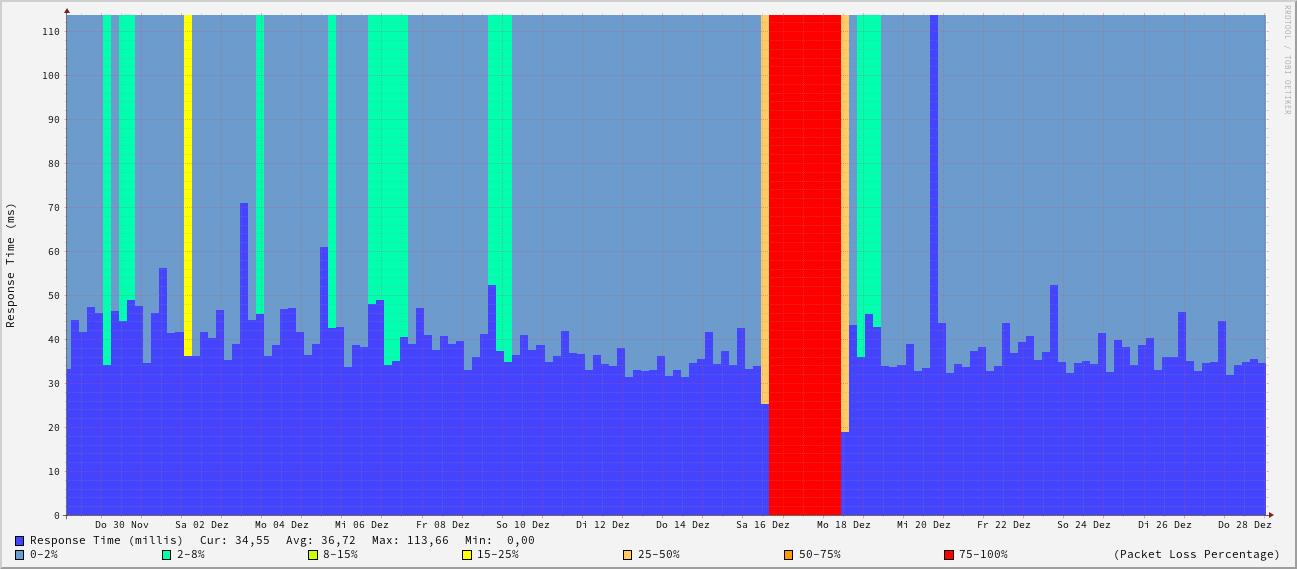 RRDTOOL / TOBI OETIKER
Response Time (ms)
110
100
90
80
70
60
50
40
30
20
10
0
Do 30 Nov Sa 02 Dez Mo 04 Dez Mi 06 Dez Fr 08 Dez So 10 Dez Di 12 Dez Do 14 Dez Sa 16 Dez Mo 18 Dez Mi 20 Dez Fr 22 Dez So 24 Dez Di 26 Dez Do 28 Dez
Response Time (millis) Cur: 34,55 Avg: 36,72 Max: 113,66 Min: 0,00
0-2% 2-8% 8-15% 15-25% 25-50% 50-75% 75-100% (Packet Loss Percentage)